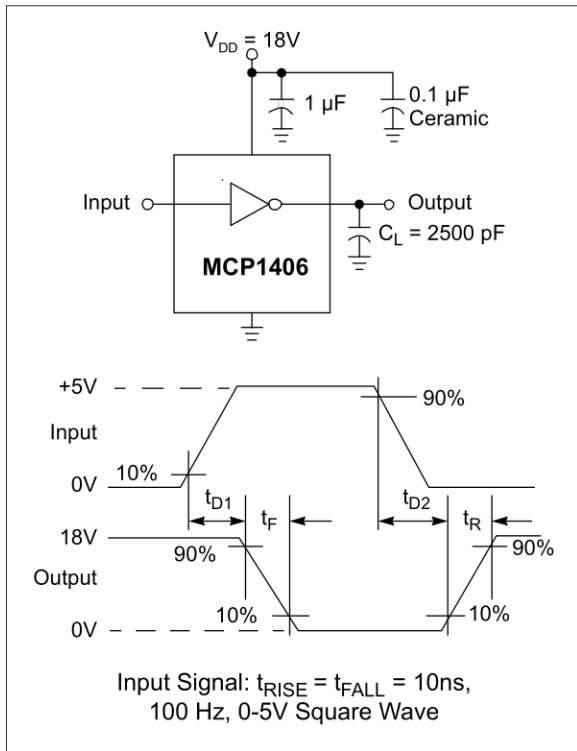 V_DD = 18V
1 µF
0.1 µF
Ceramic
Input
Output
C_L = 2500 pF
MCP1406
+5V
90%
Input
10%
0V
t_D1
t_F
t_D2
t_R
18V
90%
90%
Output
10%
10%
0V
Input Signal: t_RISE = t_FALL = 10ns,
100 Hz, 0-5V Square Wave